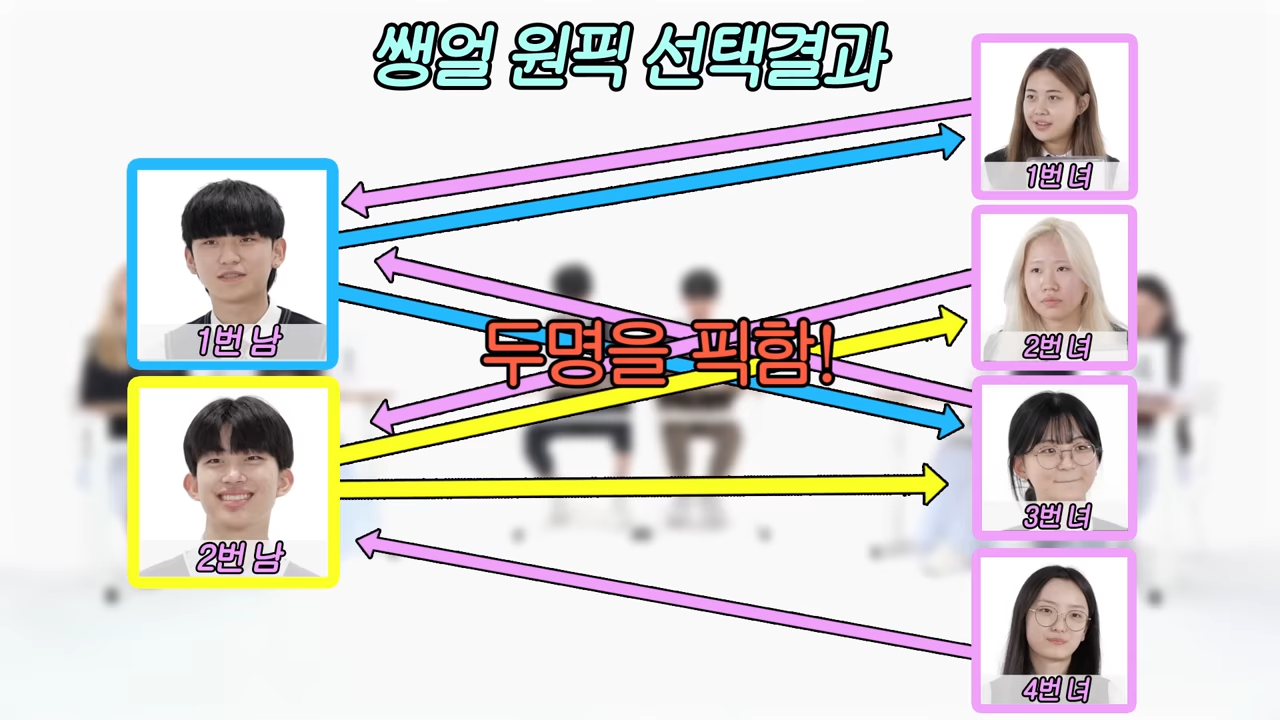 쌩얼 원픽 선택결과
1번 녀
1번 남
두명을 픽함!
2번 녀
3번 녀
2번 남
4번 녀